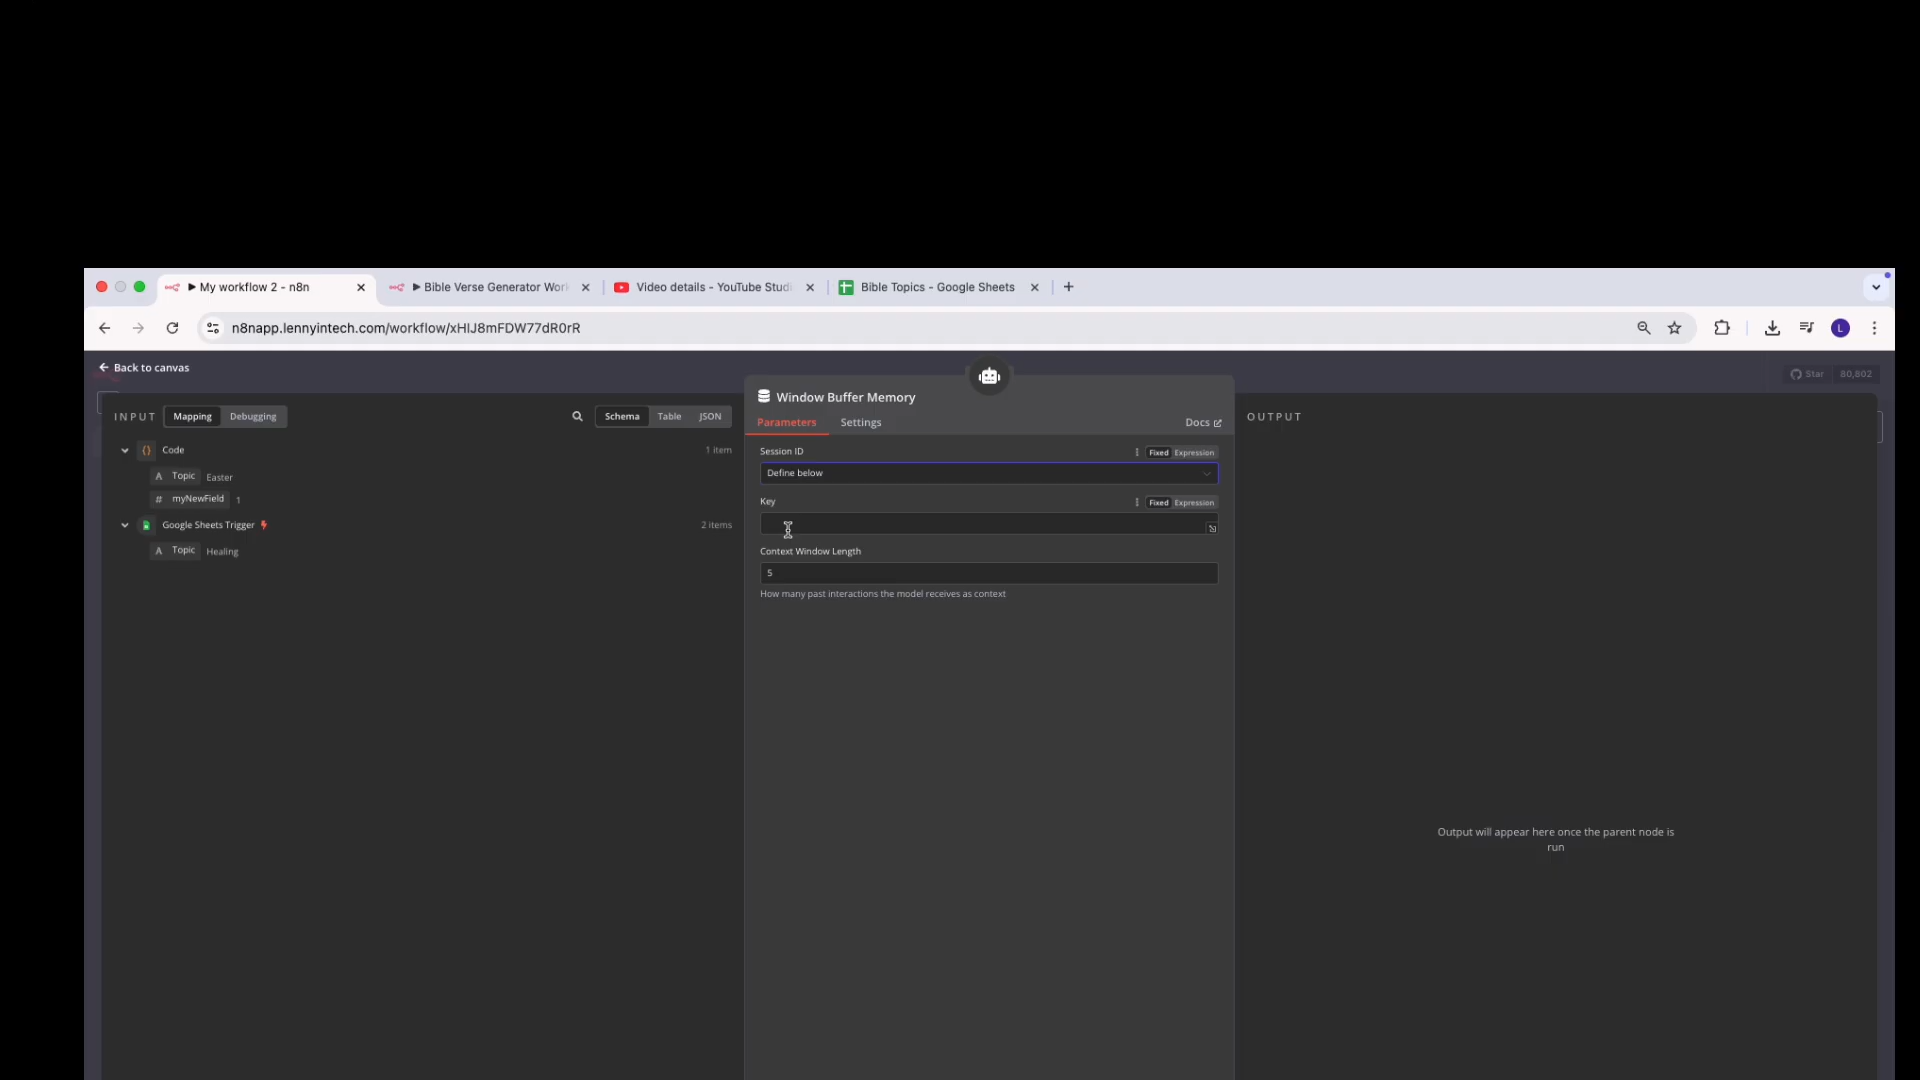 My workflow 2 - n8n
Bible Verse Generator Work
Video details - YouTube Studi
Bible Topics - Google Sheets
n8napp.lennyintech.com/workflow/xHIJ8mFDW77dR0rR
L
Back to canvas
Star 80,802
INPUT Mapping Debugging
Schema Table JSON
Code 1 item
A Topic Easter
# myNewField 1
Google Sheets Trigger 2 items
A Topic Healing
Window Buffer Memory
Parameters Settings Docs
Session ID Fixed Expression
Define below
Key Fixed Expression
Context Window Length
5
How many past interactions the model receives as context
OUTPUT
Output will appear here once the parent node is
run